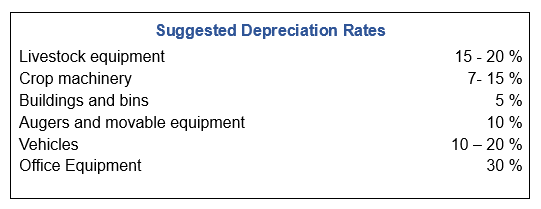 Suggested Depreciation Rates
Livestock equipment 15 - 20 %
Crop machinery 7- 15 %
Buildings and bins 5 %
Augers and movable equipment 10 %
Vehicles 10 – 20 %
Office Equipment 30 %